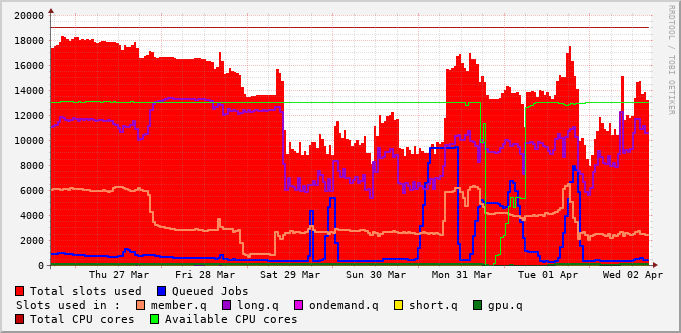 20000
18000
16000
14000
12000
10000
8000
6000
4000
2000
0
Thu 27 Mar Fri 28 Mar Sat 29 Mar Sun 30 Mar Mon 31 Mar Tue 01 Apr Wed 02 Apr
Total slots used Queued Jobs
Slots used in : member.q long.q ondemand.q short.q gpu.q
Total CPU cores Available CPU cores
RRDTOOL / TOBI OETIKER